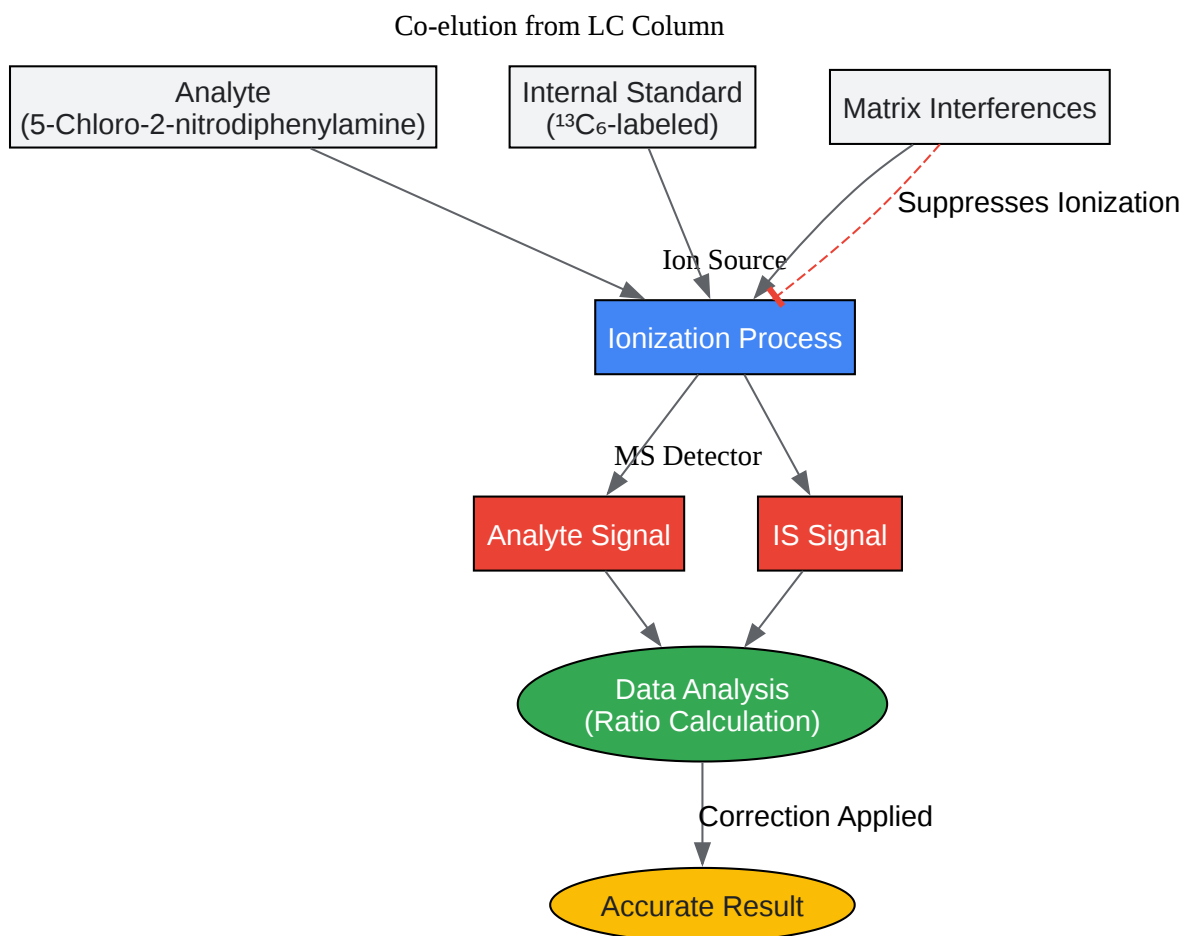 Co-elution from LC Column
Analyte
(5-Chloro-2-nitrodiphenylamine)
Internal Standard
(¹³C₆-labeled)
Matrix Interferences
Suppresses Ionization
Ion Source
Ionization Process
MS Detector
Analyte Signal
IS Signal
Data Analysis
(Ratio Calculation)
Correction Applied
Accurate Result